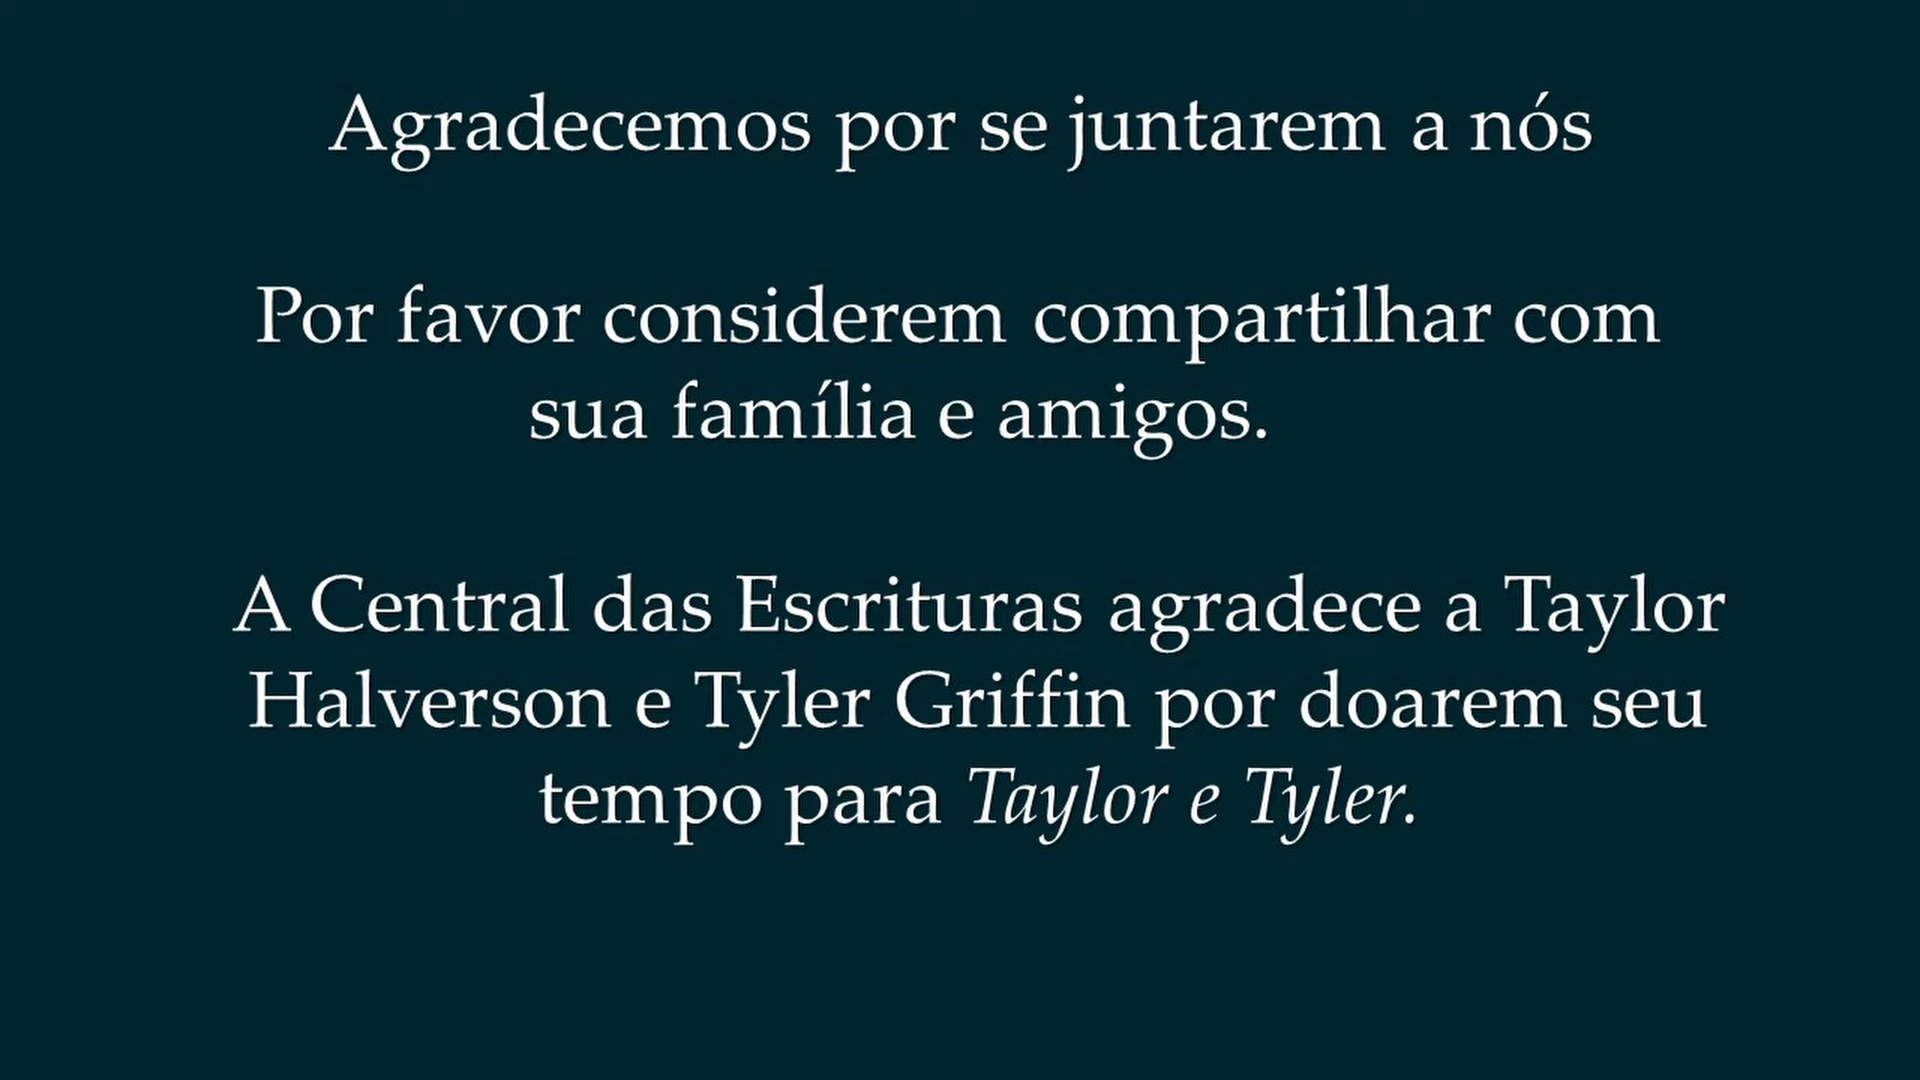 Agradecemos por se juntarem a nós
Por favor considerem compartilhar com
sua família e amigos.
A Central das Escrituras agradece a Taylor
Halverson e Tyler Griffin por doarem seu
tempo para Taylor e Tyler.